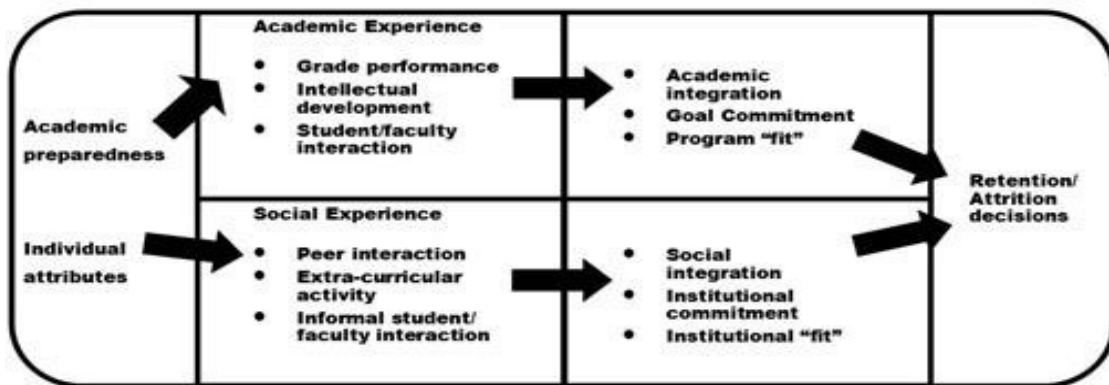 Academic
preparedness
Individual
attributes
Academic Experience
• Grade performance
• Intellectual
development
• Student/faculty
interaction
Social Experience
• Peer interaction
• Extra-curricular
activity
• Informal student/
faculty interaction
• Academic
integration
• Goal Commitment
• Program “fit”
• Social
integration
• Institutional
commitment
• Institutional “fit”
Retention/
Attrition
decisions